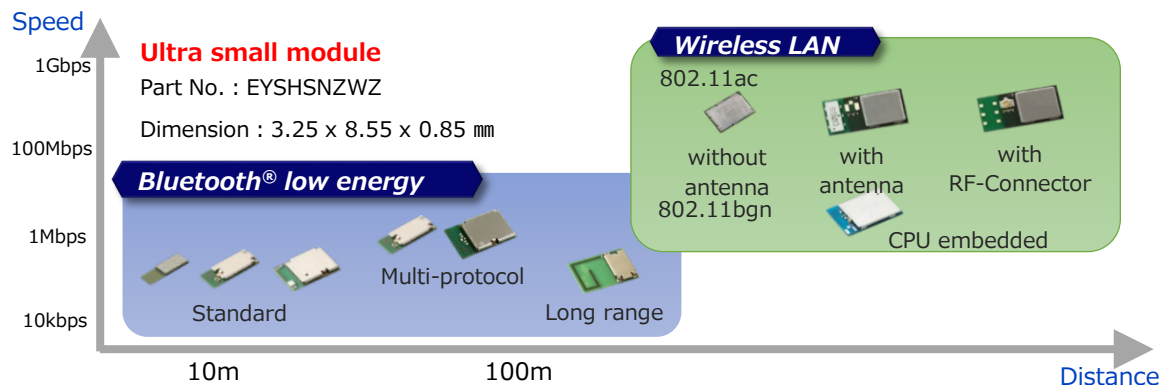 Speed
1Gbps
100Mbps
1Mbps
10kbps
Ultra small module
Part No. : EYSHSNZWZ
Dimension : 3.25 x 8.55 x 0.85 ㎜
Bluetooth® low energy
Standard
Multi-protocol
Long range
Wireless LAN
802.11ac
without
antenna
with
antenna
with
RF-Connector
802.11bgn
CPU embedded
10m
100m
Distance